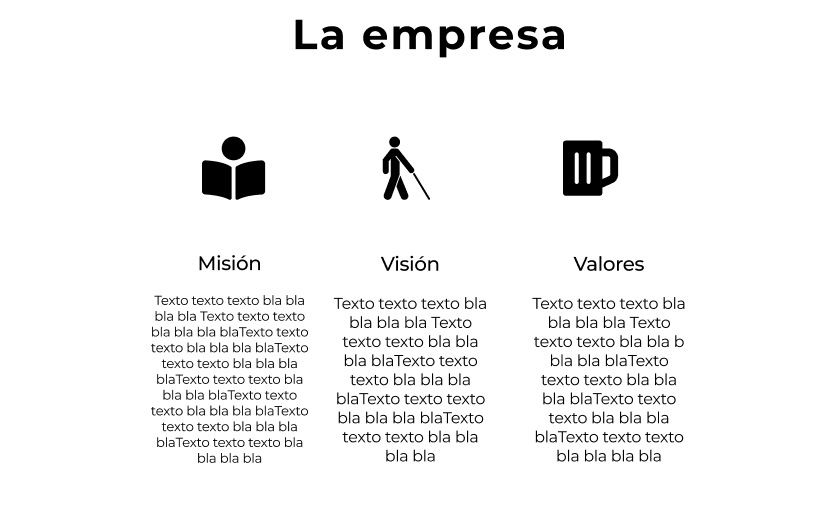 La empresa
Misión
Texto texto texto bla bla
bla bla Texto texto texto
bla bla bla blaTexto texto
texto bla bla bla blaTexto
texto texto bla bla bla
blaTexto texto texto bla
bla bla blaTexto texto
texto bla bla bla blaTexto
texto texto bla bla bla
blaTexto texto texto bla
bla bla bla
Visión
Texto texto texto bla
bla bla bla Texto
texto texto bla bla
bla blaTexto texto
texto bla bla bla
blaTexto texto texto
bla bla bla blaTexto
texto texto bla bla
bla bla
Valores
Texto texto texto bla
bla bla bla Texto
texto texto bla bla b
bla bla blaTexto
texto texto bla bla
bla blaTexto texto
texto bla bla bla
blaTexto texto texto
bla bla bla bla